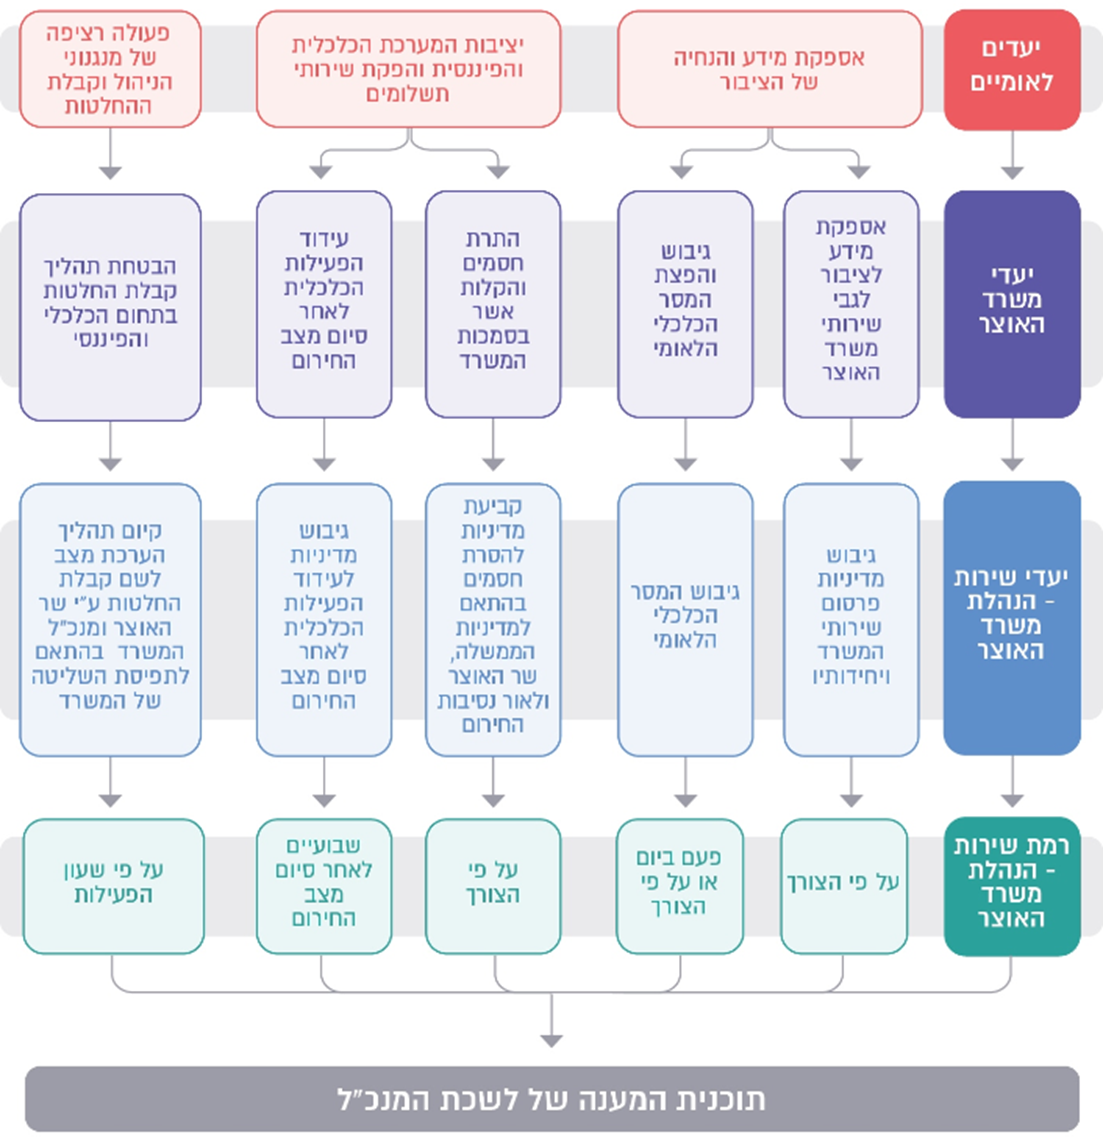 יעדים
לאומיים
אספקת מידע והנחיה
של הציבור
יציבות המערכת הכלכלית
והפיננסית והפקת שירותי
תשלומים
פעולה רציפה
של מנגנוני
הניהול וקבלת
ההחלטות
יעדי
משרד
האוצר
אספקת
מידע
לציבור
לגבי
שירותי
משרד
האוצר
גיבוש
והפצת
המסר
הכלכלי
הלאומי
התרת
חסמים
והקלות
אשר
בסמכות
המשרד
עידוד
הפעילות
הכלכלית
לאחר
סיום מצב
החירום
הבטחת תהליך
קבלת החלטות
בתחום הכלכלי
והפיננסי
יעדי שירות
- הנהלת
משרד
האוצר
גיבוש
מדיניות
פרסום
שירותי
המשרד
ויחידותיו
גיבוש המסר
הכלכלי
הלאומי
קביעת
מדיניות
להסרת
חסמים
בהתאם
למדיניות
הממשלה,
שר האוצר
ולאור נסיבות
החירום
גיבוש
מדיניות
לעידוד
הפעילות
הכלכלית
לאחר
סיום מצב
החירום
קיום תהליך
הערכת מצב
לשם קבלת
החלטות ע״י שר
האוצר ומנכ״ל
המשרד בהתאם
לתפיסת השליטה
של המשרד
רמת שירות
- הנהלת
משרד
האוצר
על פי הצורך
פעם ביום
או על פי
הצורך
על פי
הצורך
שבועיים
לאחר סיום
מצב
החירום
על פי שעון
הפעילות
תוכנית המענה של לשכת המנכ״ל